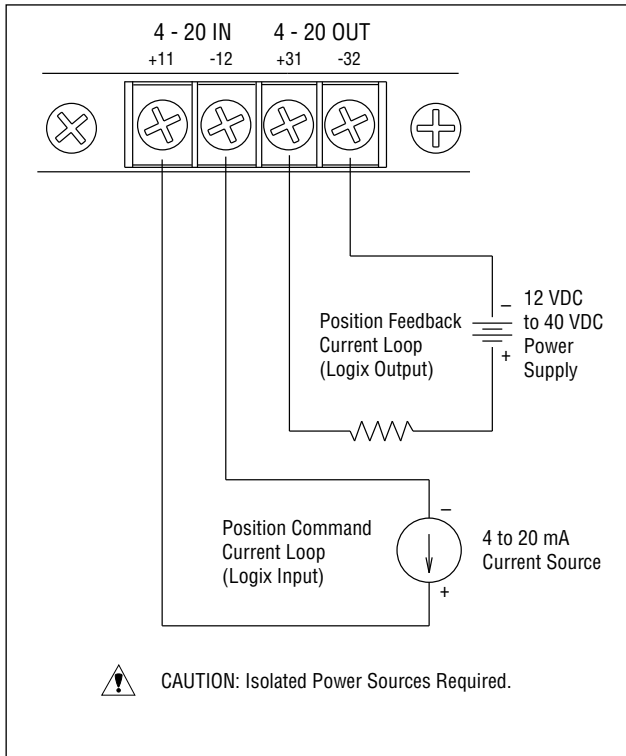 4 - 20 IN
4 - 20 OUT
+11
-12
+31
-32
Position Feedback
Current Loop
(Logix Output)
–
+
12 VDC
to 40 VDC
Power
Supply
Position Command
Current Loop
(Logix Input)
–
+
4 to 20 mA
Current Source
CAUTION: Isolated Power Sources Required.